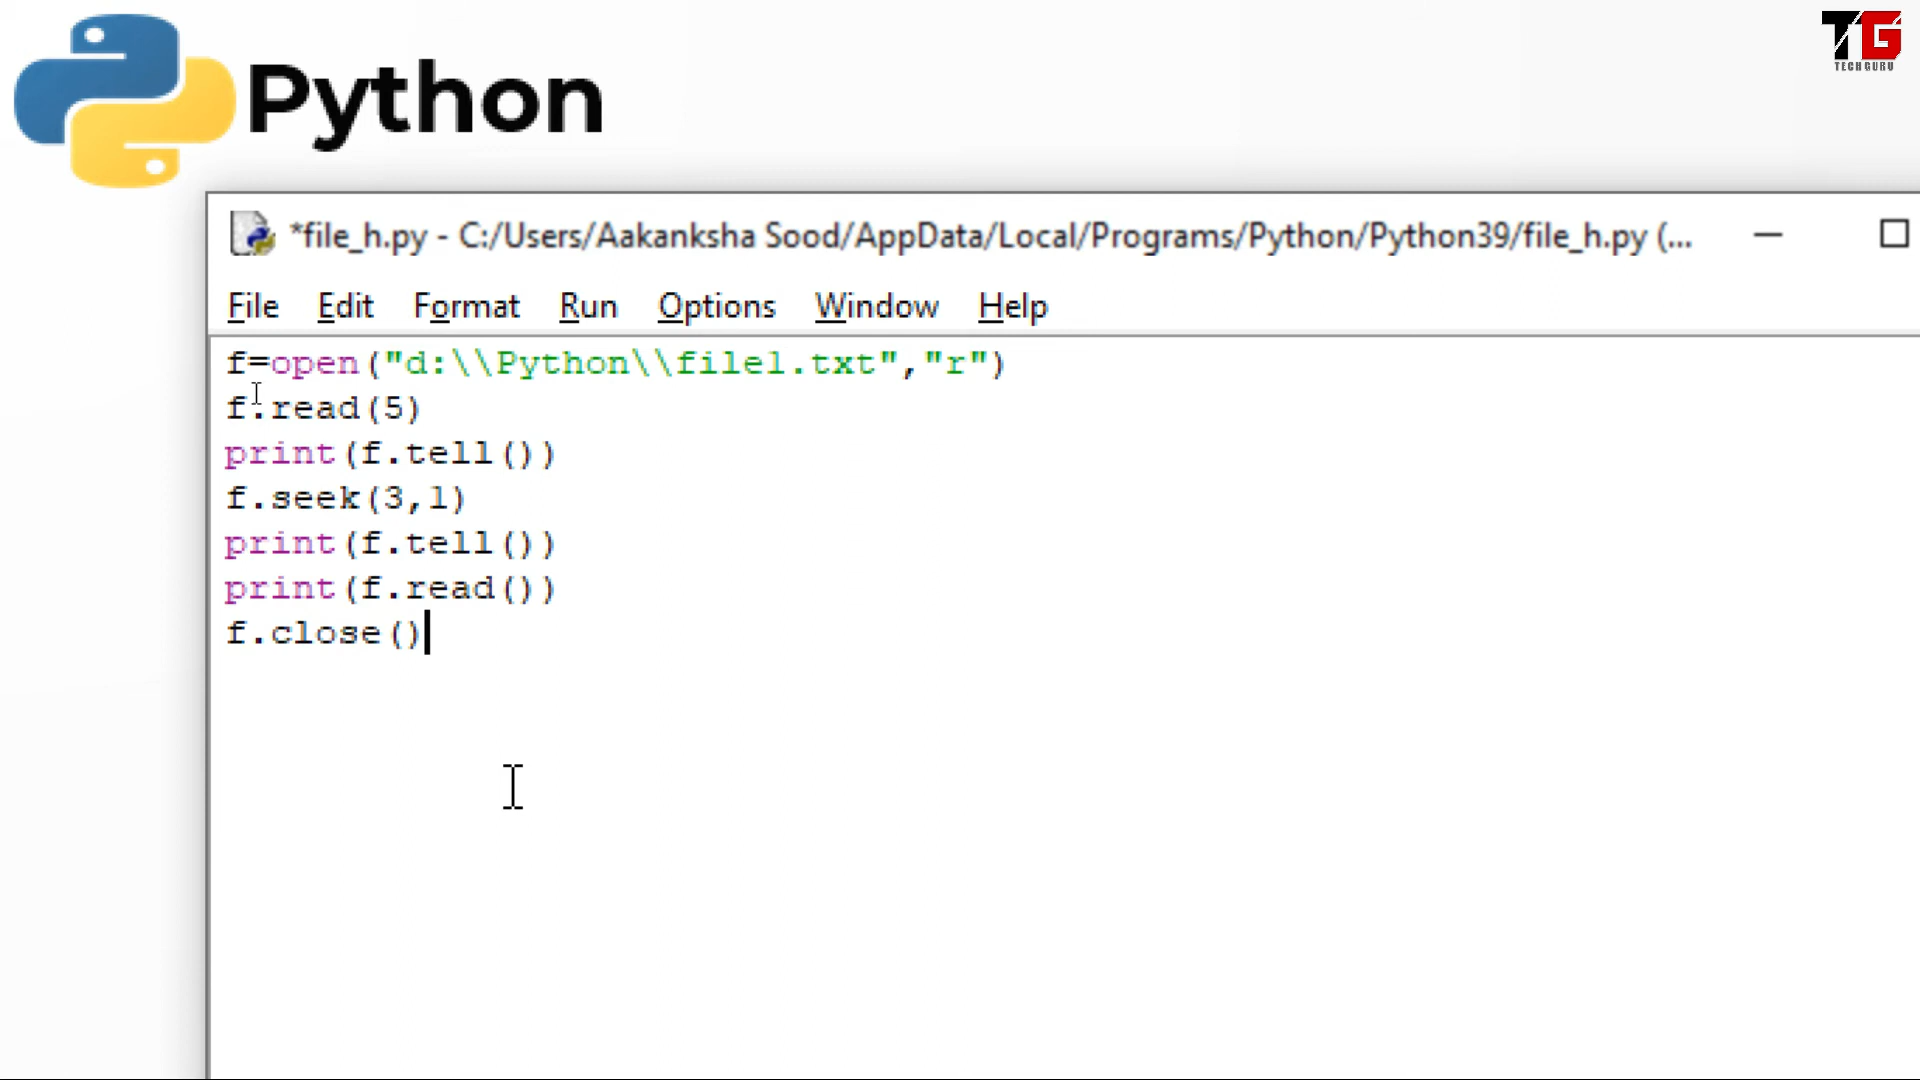 Python
TG
TECHGURU
*file_h.py - C:/Users/Aakanksha Sood/AppData/Local/Programs/Python/Python39/file_h.py (...
File Edit Format Run Options Window Help
f=open("d:\\Python\\file1.txt","r")
f.read(5)
print(f.tell())
f.seek(3,1)
print(f.tell())
print(f.read())
f.close()